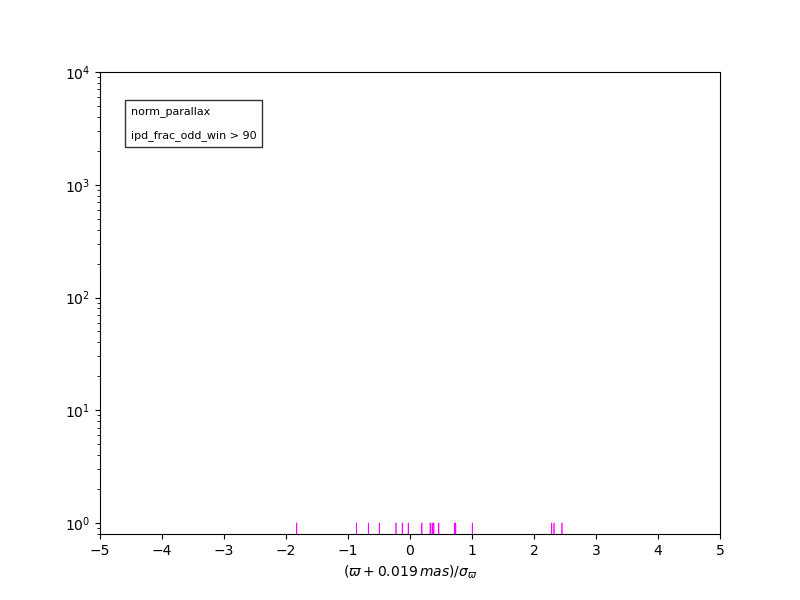 10⁴
norm_parallax
ipd_frac_odd_win > 90
10³
10²
10¹
10⁰
−5 −4 −3 −2 −1 0 1 2 3 4 5
(ϖ + 0.019 mas)/σ_ϖ